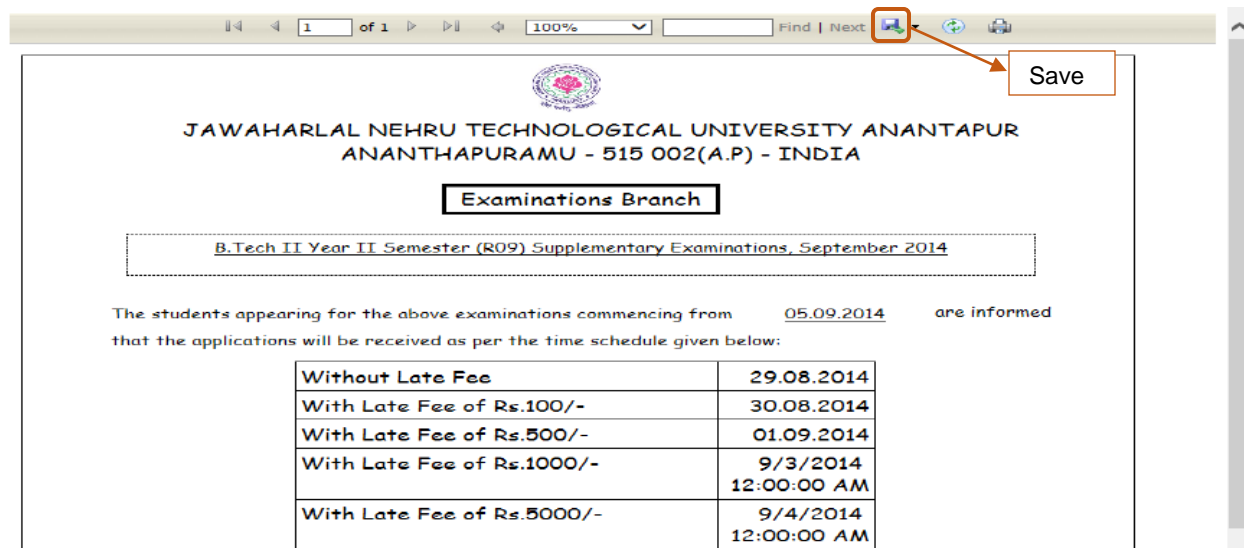 1 of 1 100% Find | Next
Save
JAWAHARLAL NEHRU TECHNOLOGICAL UNIVERSITY ANANTAPUR
ANANTHAPURAMU - 515 002(A.P) - INDIA
Examinations Branch
B.Tech II Year II Semester (R09) Supplementary Examinations, September 2014
The students appearing for the above examinations commencing from 05.09.2014 are informed
that the applications will be received as per the time schedule given below:
Without Late Fee 29.08.2014
With Late Fee of Rs.100/- 30.08.2014
With Late Fee of Rs.500/- 01.09.2014
With Late Fee of Rs.1000/- 9/3/2014
12:00:00 AM
With Late Fee of Rs.5000/- 9/4/2014
12:00:00 AM